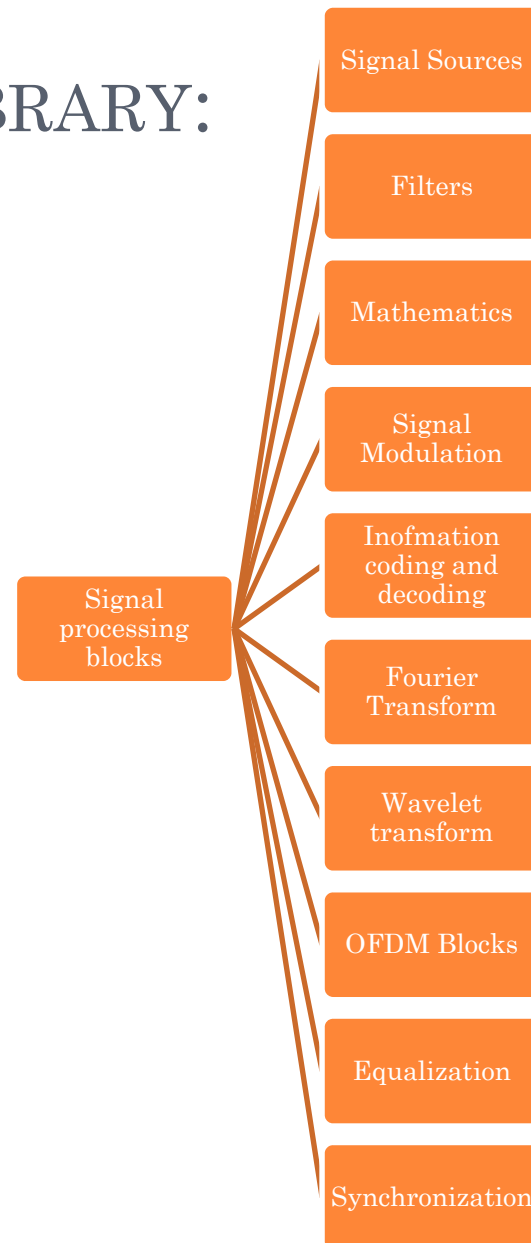 BRARY:
Signal Sources
Filters
Mathematics
Signal
Modulation
Inofmation
coding and
decoding
Signal
processing
blocks
Fourier
Transform
Wavelet
transform
OFDM Blocks
Equalization
Synchronization